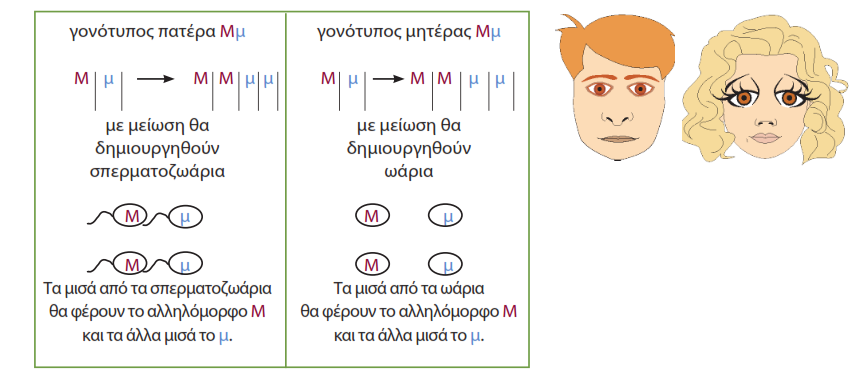 γονότυπος πατέρα Μμ
Μ μ Μ Μ μ μ
με μείωση θα
δημιουργηθούν
σπερματοζωάρια
Μ μ
Μ μ
Τα μισά από τα σπερματοζωάρια
θα φέρουν το αλληλόμορφο Μ
και τα άλλα μισά το μ.
γονότυπος μητέρας Μμ
Μ μ Μ Μ μ μ
με μείωση θα
δημιουργηθούν
ωάρια
Μ μ
Μ μ
Τα μισά από τα ωάρια
θα φέρουν το αλληλόμορφο Μ
και τα άλλα μισά το μ.